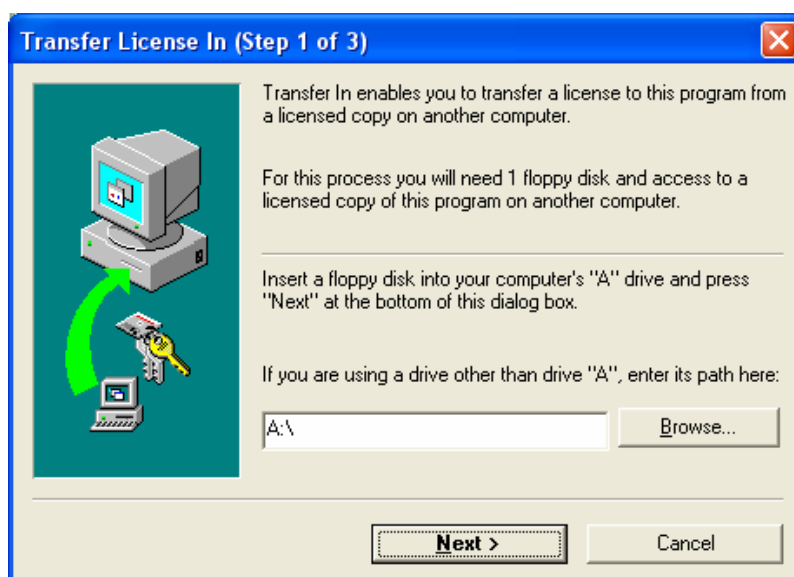 Transfer License In (Step 1 of 3)
Transfer In enables you to transfer a license to this program from
a licensed copy on another computer.
For this process you will need 1 floppy disk and access to a
licensed copy of this program on another computer.
Insert a floppy disk into your computer's "A" drive and press
"Next" at the bottom of this dialog box.
If you are using a drive other than drive "A", enter its path here:
A:\
Browse...
Next >
Cancel